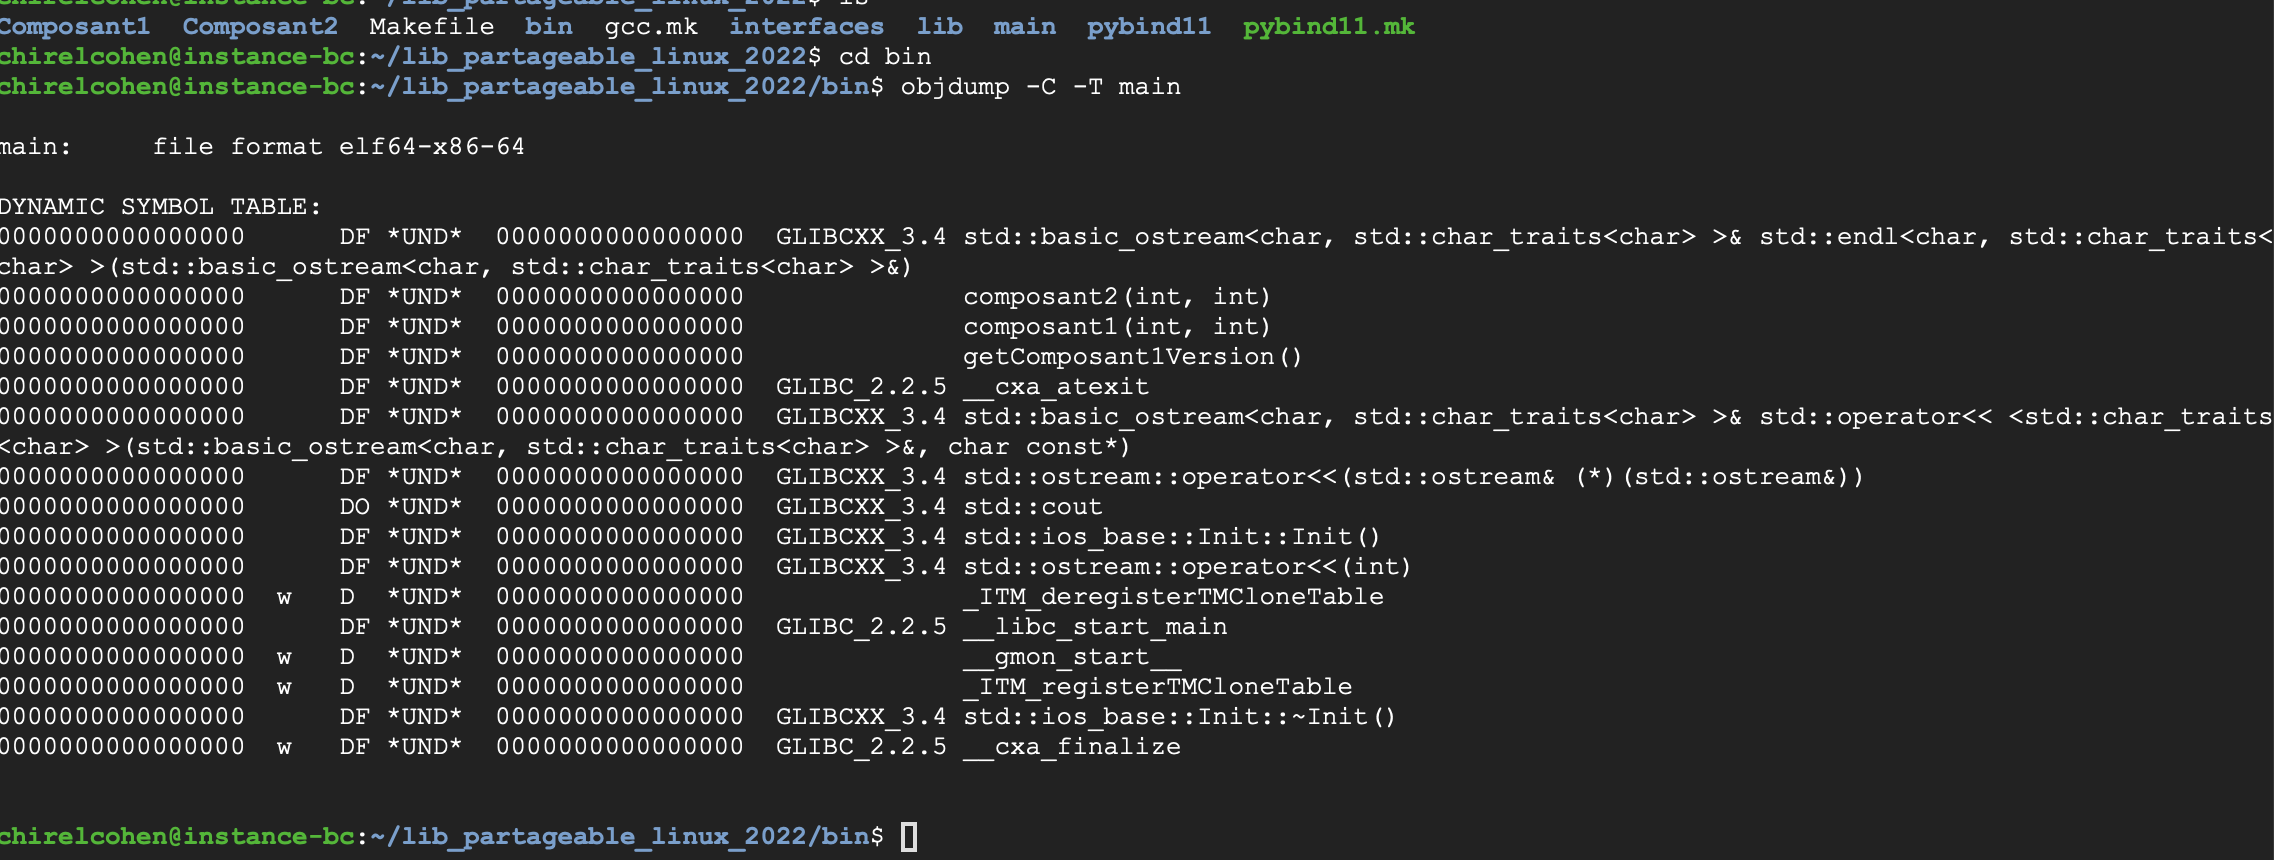 chirelcohen@instance-bc:~/lib_partageable_linux_2022$ ls
Composant1  Composant2  Makefile  bin  gcc.mk  interfaces  lib  main  pybind11  pybind11.mk
chirelcohen@instance-bc:~/lib_partageable_linux_2022$ cd bin
chirelcohen@instance-bc:~/lib_partageable_linux_2022/bin$ objdump -C -T main
main:     file format elf64-x86-64
DYNAMIC SYMBOL TABLE:
0000000000000000      DF *UND*  0000000000000000  GLIBCXX_3.4 std::basic_ostream<char, std::char_traits<char> >& std::endl<char, std::char_traits<
char> >(std::basic_ostream<char, std::char_traits<char> >&)
0000000000000000      DF *UND*  0000000000000000              composant2(int, int)
0000000000000000      DF *UND*  0000000000000000              composant1(int, int)
0000000000000000      DF *UND*  0000000000000000              getComposant1Version()
0000000000000000      DF *UND*  0000000000000000  GLIBC_2.2.5 __cxa_atexit
0000000000000000      DF *UND*  0000000000000000  GLIBCXX_3.4 std::basic_ostream<char, std::char_traits<char> >& std::operator<< <std::char_traits
<char> >(std::basic_ostream<char, std::char_traits<char> >&, char const*)
0000000000000000      DF *UND*  0000000000000000  GLIBCXX_3.4 std::ostream::operator<<(std::ostream& (*)(std::ostream&))
0000000000000000      DO *UND*  0000000000000000  GLIBCXX_3.4 std::cout
0000000000000000      DF *UND*  0000000000000000  GLIBCXX_3.4 std::ios_base::Init::Init()
0000000000000000      DF *UND*  0000000000000000  GLIBCXX_3.4 std::ostream::operator<<(int)
0000000000000000  w   D  *UND*  0000000000000000              _ITM_deregisterTMCloneTable
0000000000000000      DF *UND*  0000000000000000  GLIBC_2.2.5 __libc_start_main
0000000000000000  w   D  *UND*  0000000000000000              __gmon_start__
0000000000000000  w   D  *UND*  0000000000000000              _ITM_registerTMCloneTable
0000000000000000      DF *UND*  0000000000000000  GLIBCXX_3.4 std::ios_base::Init::~Init()
0000000000000000  w   DF *UND*  0000000000000000  GLIBC_2.2.5 __cxa_finalize
chirelcohen@instance-bc:~/lib_partageable_linux_2022/bin$